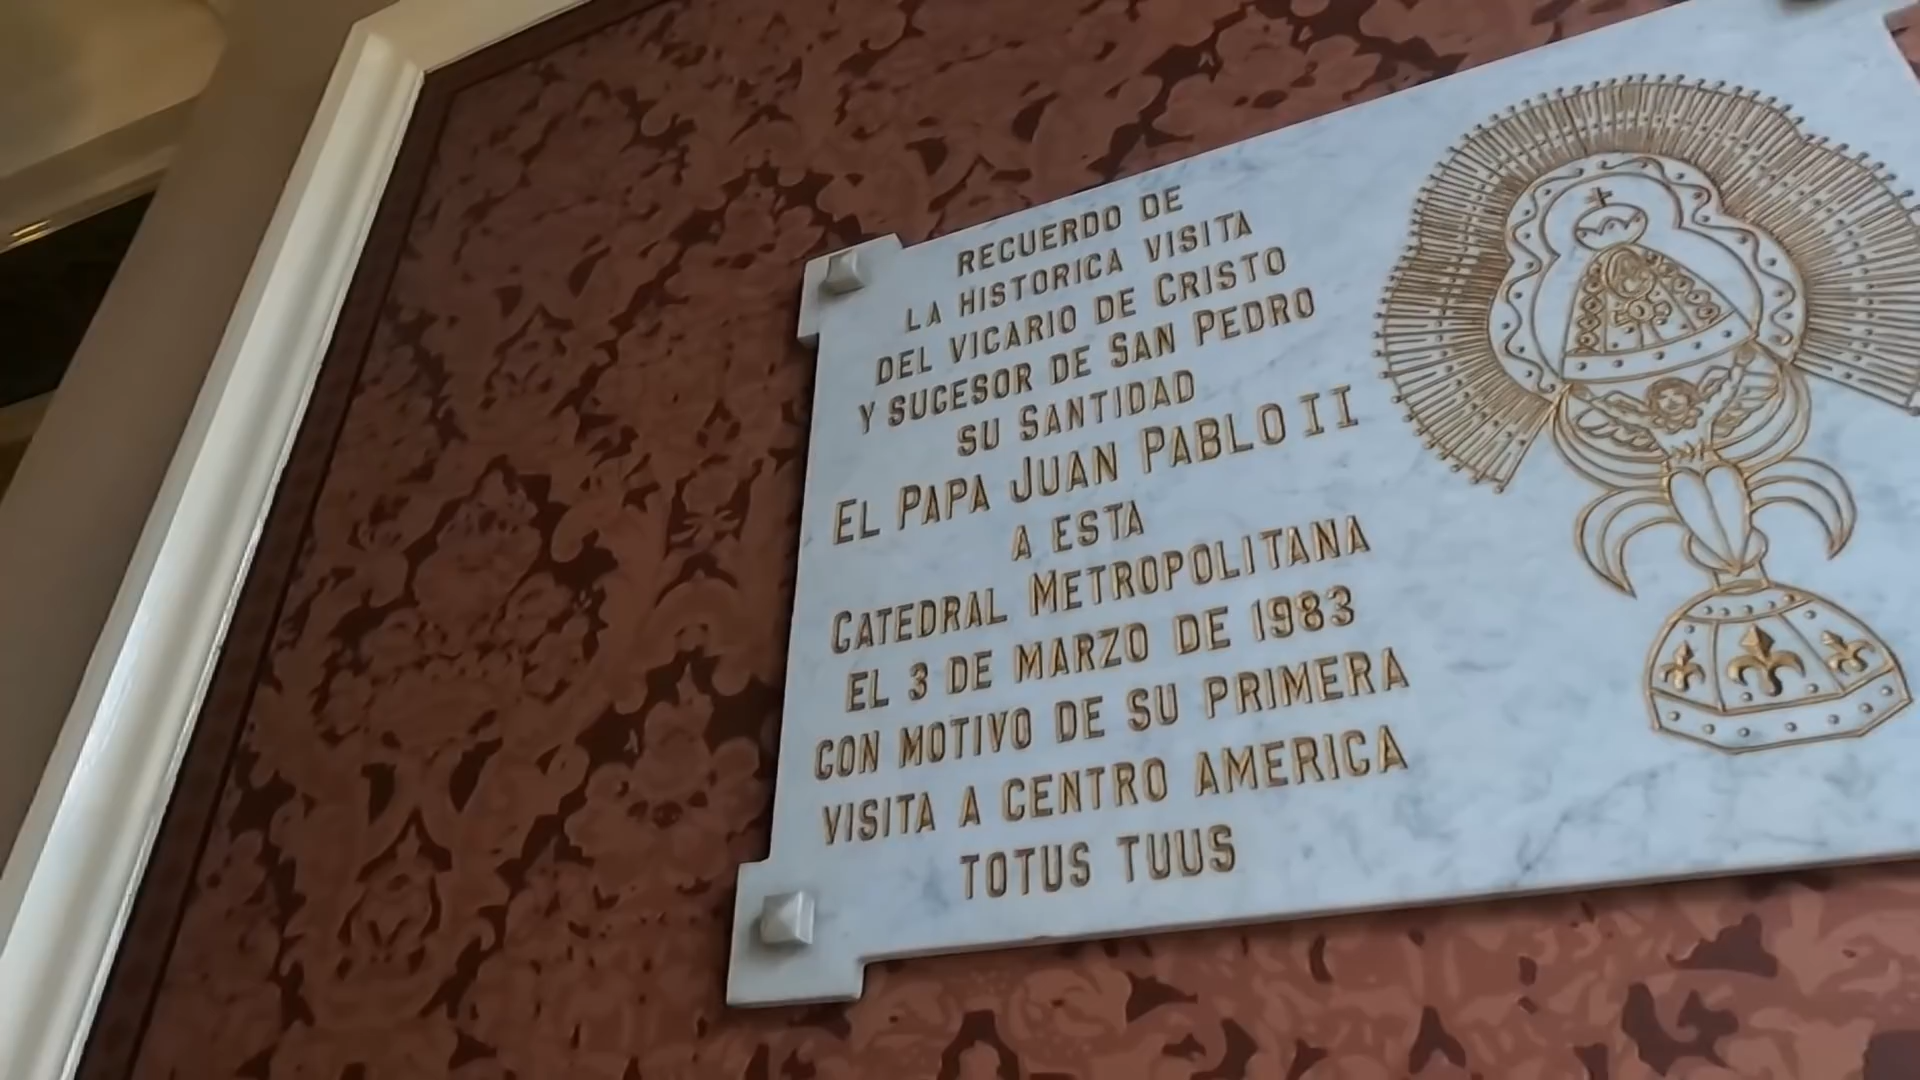 RECUERDO DE
LA HISTORICA VISITA
DEL VICARIO DE CRISTO
Y SUCESOR DE SAN PEDRO
SU SANTIDAD
EL PAPA JUAN PABLO II
A ESTA
CATEDRAL METROPOLITANA
EL 3 DE MARZO DE 1983
CON MOTIVO DE SU PRIMERA
VISITA A CENTRO AMERICA
TOTUS TUUS